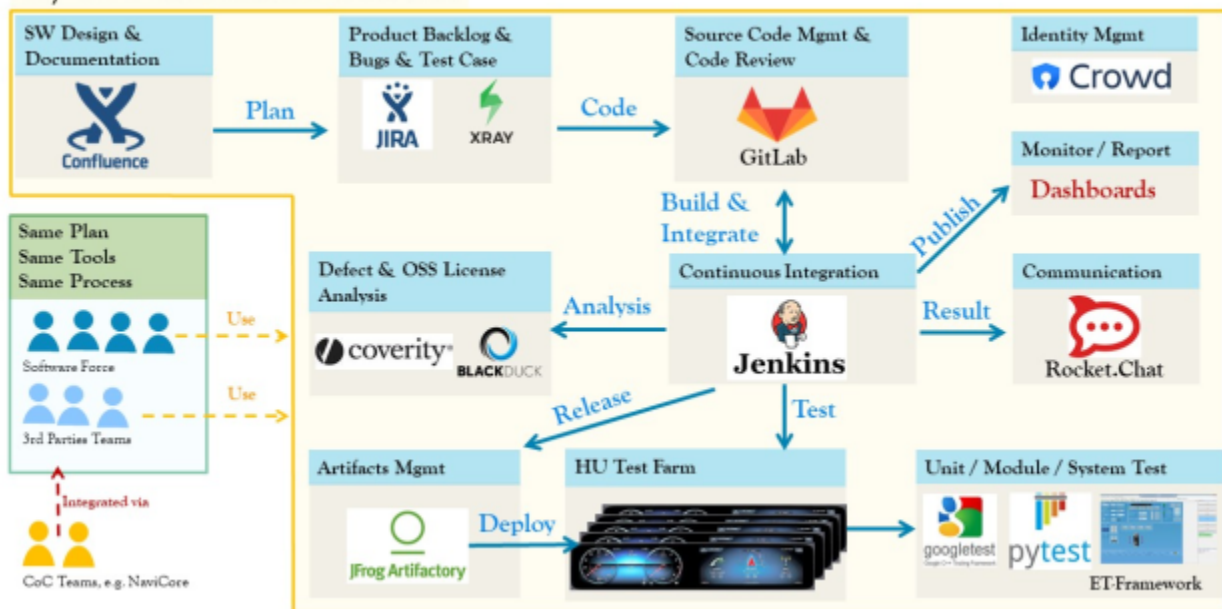 SW Design &
Documentation
Confluence
Plan
Product Backlog &
Bugs & Test Case
JIRA
XRAY
Code
Source Code Mgmt &
Code Review
GitLab
Identity Mgmt
Crowd
Monitor / Report
Dashboards
Build &
Integrate
Publish
Same Plan
Same Tools
Same Process
Software Force
Use
3rd Parties Teams
Use
Integrated via
CoC Teams, e.g. NaviCore
Defect & OSS License
Analysis
coverity®
BLACKDUCK
Analysis
Continuous Integration
Jenkins
Result
Communication
Rocket.Chat
Release
Test
Artifacts Mgmt
JFrog Artifactory
Deploy
HU Test Farm
Unit / Module / System Test
googletest
Google C++ Testing Framework
pytest
ET-Framework